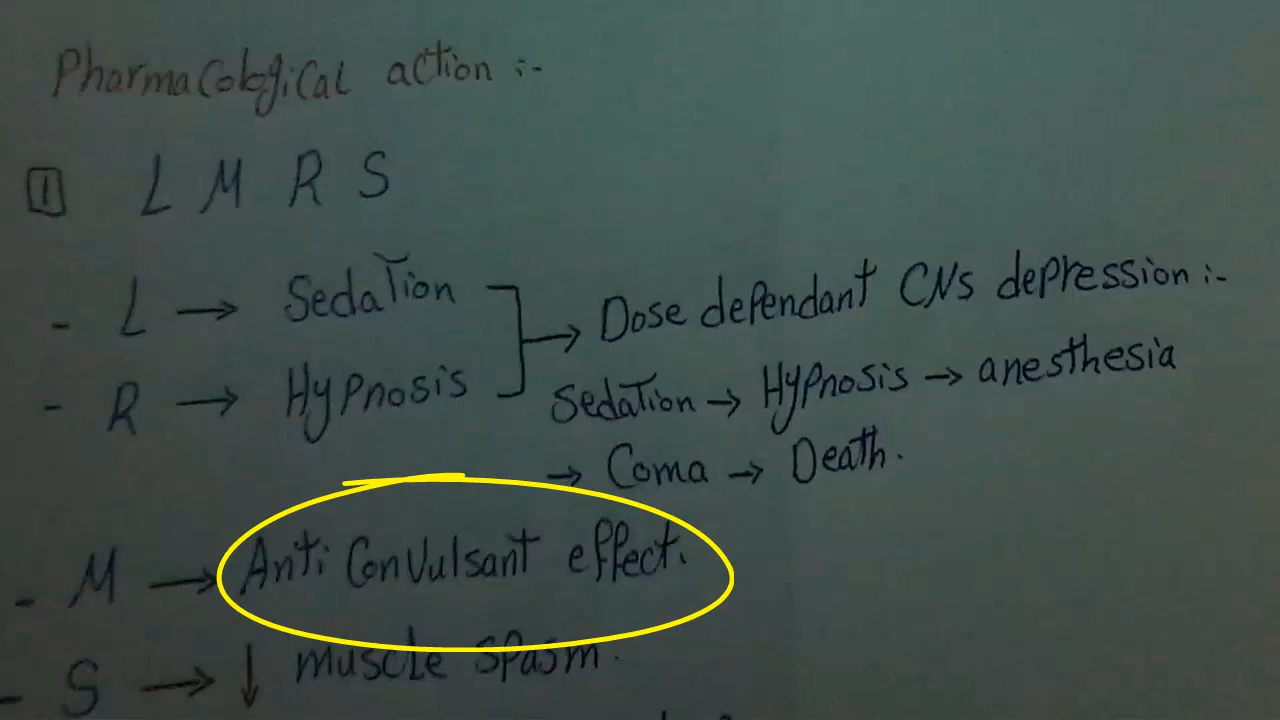 Pharmacological action :-
1 L M R S
- L → Sedation → Dose dependant CNS depression :-
- R → Hypnosis Sedation → Hypnosis → anesthesia
→ Coma → Death.
- M → Anti Convulsant effect.
- S → ↓ muscle spasm.